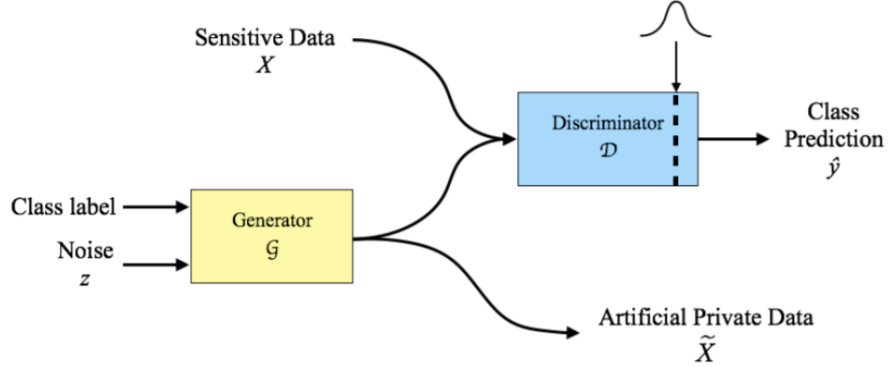 Sensitive Data
X
Discriminator
𝒟
Class
Prediction
ŷ
Class label
Noise
z
Generator
𝒢
Artificial Private Data
X̃